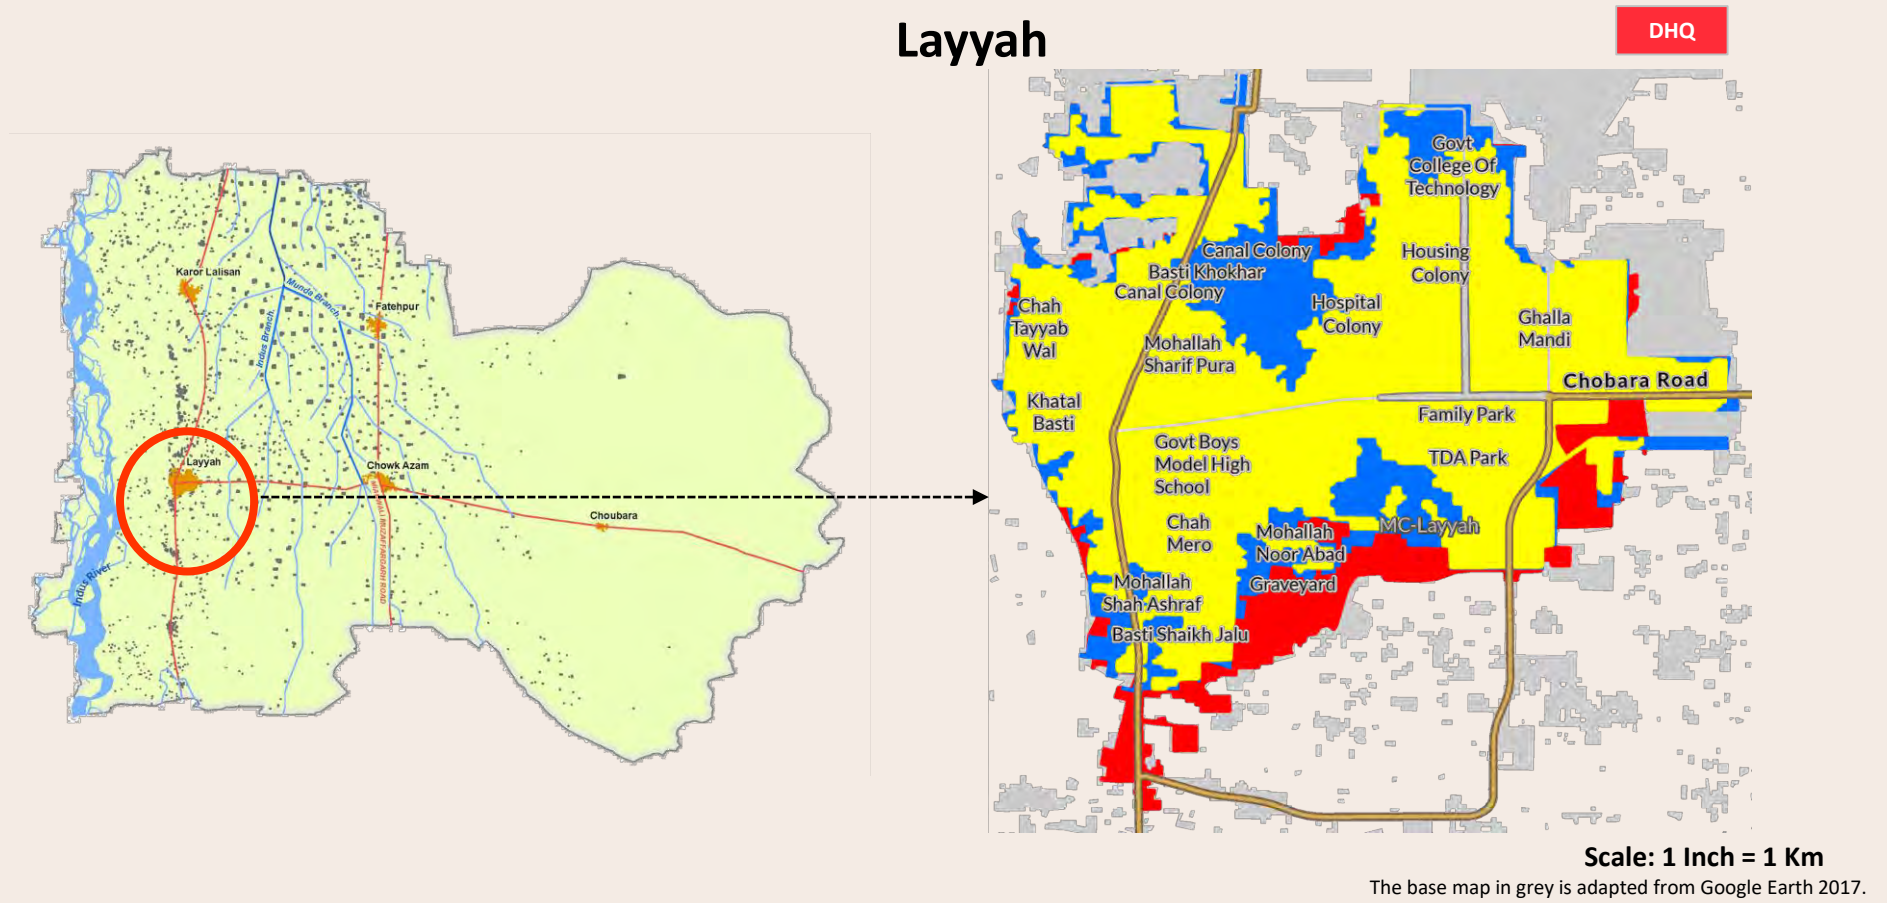 Layyah
DHQ
Karor Lalisan
Munda Branch.
Fatehpur
Indus Branch.
Layyah
Chowk Azam
Choubara
MIANWALI MUZAFFARGARH ROAD
Indus River
Govt
College Of
Technology
Canal Colony
Basti Khokhar
Canal Colony
Housing
Colony
Chah
Tayyab
Wal
Hospital
Colony
Ghalla
Mandi
Mohallah
Sharif Pura
Chobara Road
Khatal
Basti
Family Park
Govt Boys
Model High
School
TDA Park
Chah
Mero
Mohallah
Noor Abad
MC-Layyah
Graveyard
Mohallah
Shah Ashraf
Basti Shaikh Jalu
Scale: 1 Inch = 1 Km
The base map in grey is adapted from Google Earth 2017.